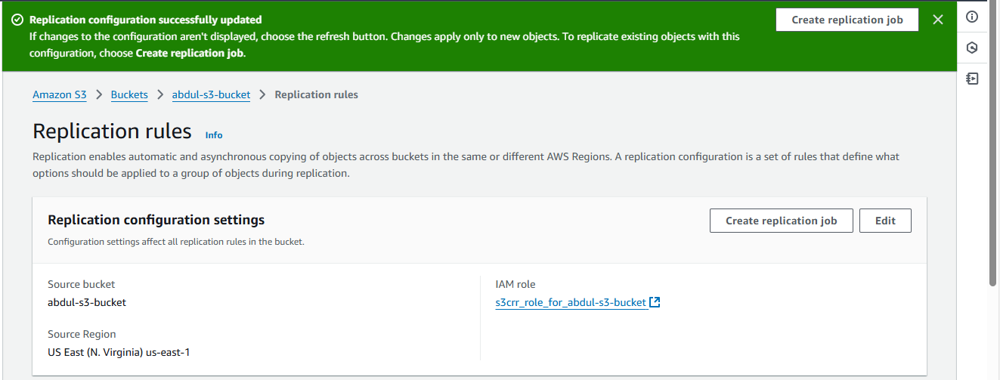 Replication configuration successfully updated
If changes to the configuration aren't displayed, choose the refresh button. Changes apply only to new objects. To replicate existing objects with this
configuration, choose Create replication job.
Create replication job
Amazon S3 > Buckets > abdul-s3-bucket > Replication rules
Replication rules Info
Replication enables automatic and asynchronous copying of objects across buckets in the same or different AWS Regions. A replication configuration is a set of rules that define what
options should be applied to a group of objects during replication.
Replication configuration settings
Configuration settings affect all replication rules in the bucket.
Create replication job
Edit
Source bucket
abdul-s3-bucket
Source Region
US East (N. Virginia) us-east-1
IAM role
s3crr_role_for_abdul-s3-bucket